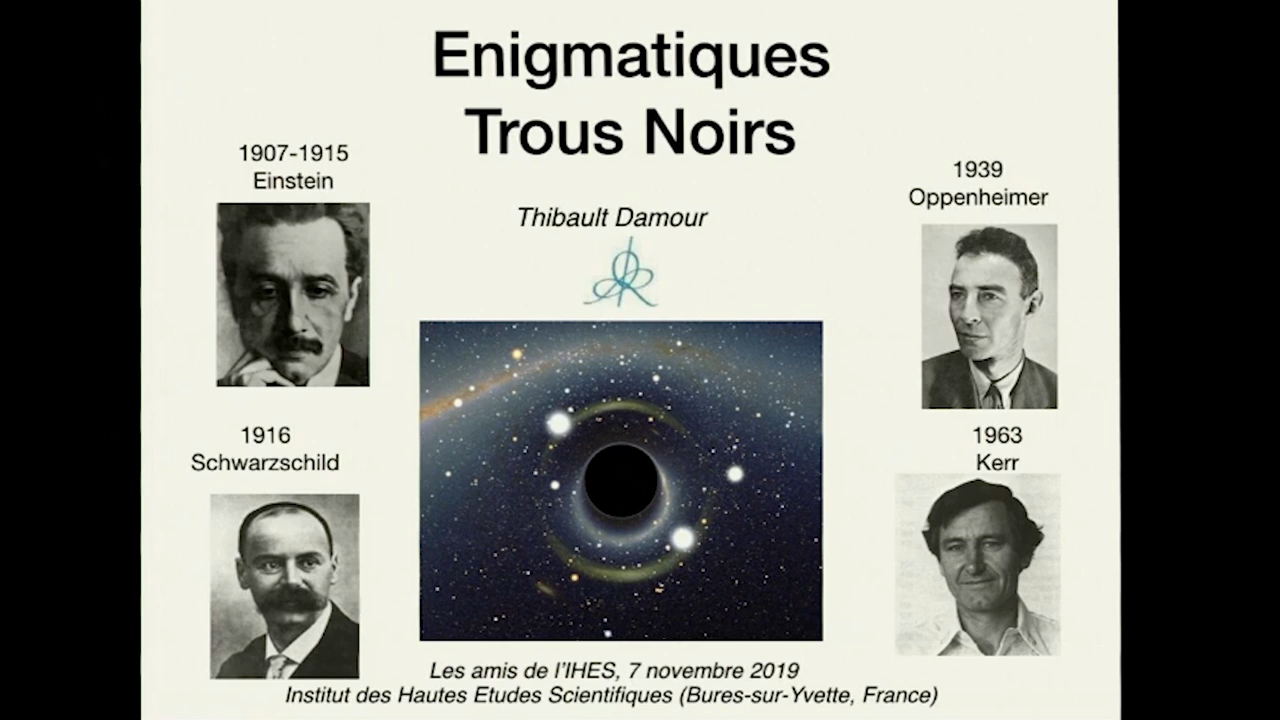 Enigmatiques
Trous Noirs
1907-1915
Einstein
1939
Oppenheimer
Thibault Damour
1916
Schwarzschild
1963
Kerr
Les amis de l'IHES, 7 novembre 2019
Institut des Hautes Etudes Scientifiques (Bures-sur-Yvette, France)